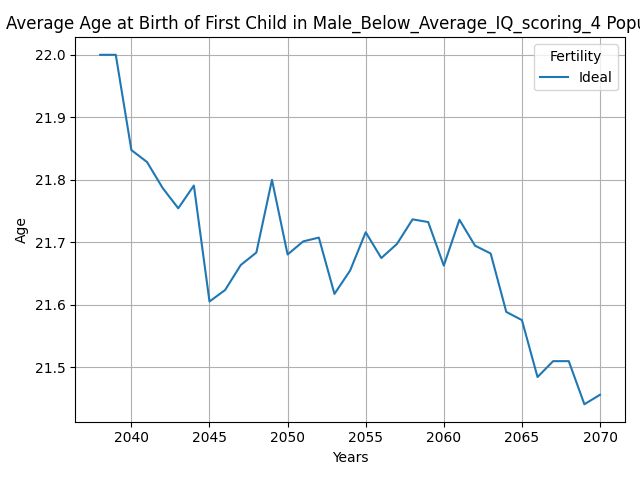 Average Age at Birth of First Child in Male_Below_Average_IQ_scoring_4 Popu
Fertility
Ideal
22.0
21.9
21.8
21.7
21.6
21.5
Age
2040 2045 2050 2055 2060 2065 2070
Years